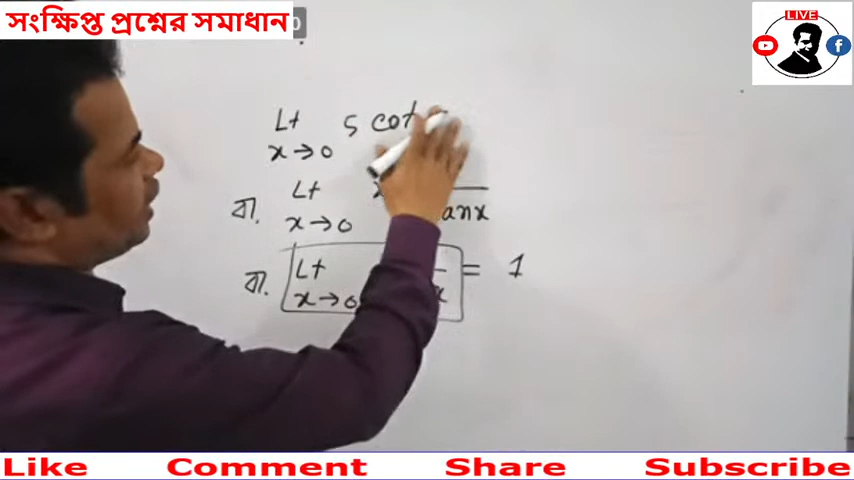 সংক্ষিপ্ত প্রশ্নের সমাধান
LIVE
Lt 5 cot
x→0
বা. Lt
x→0 anx
বা. Lt = 1
x→0 x
Like Comment Share Subscribe